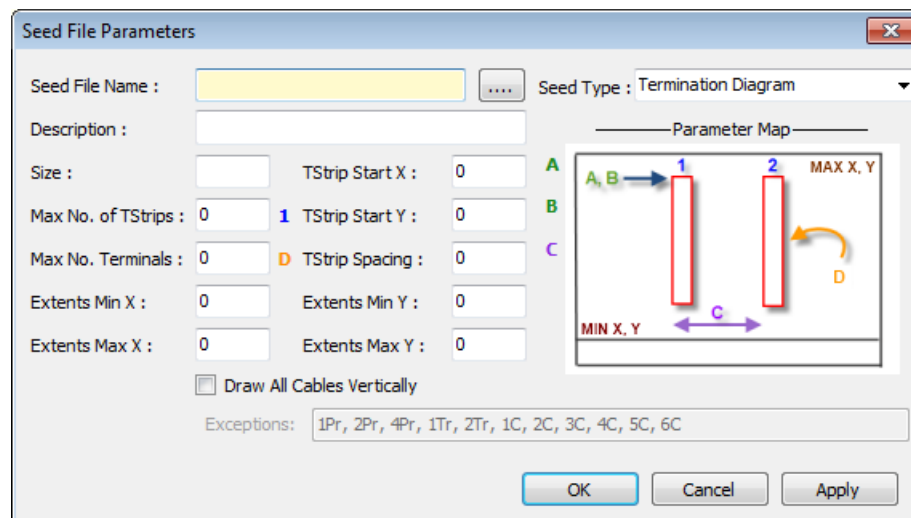 Seed File Parameters
Seed File Name :
....
Seed Type : Termination Diagram
Description :
Parameter Map
Size :
TStrip Start X : 0 A
Max No. of TStrips : 0 1
TStrip Start Y : 0 B
Max No. Terminals : 0 D
TStrip Spacing : 0 C
Extents Min X : 0
Extents Min Y : 0
Extents Max X : 0
Extents Max Y : 0
A, B
1
2
MAX X, Y
D
C
MIN X, Y
Draw All Cables Vertically
Exceptions: 1Pr, 2Pr, 4Pr, 1Tr, 2Tr, 1C, 2C, 3C, 4C, 5C, 6C
OK
Cancel
Apply